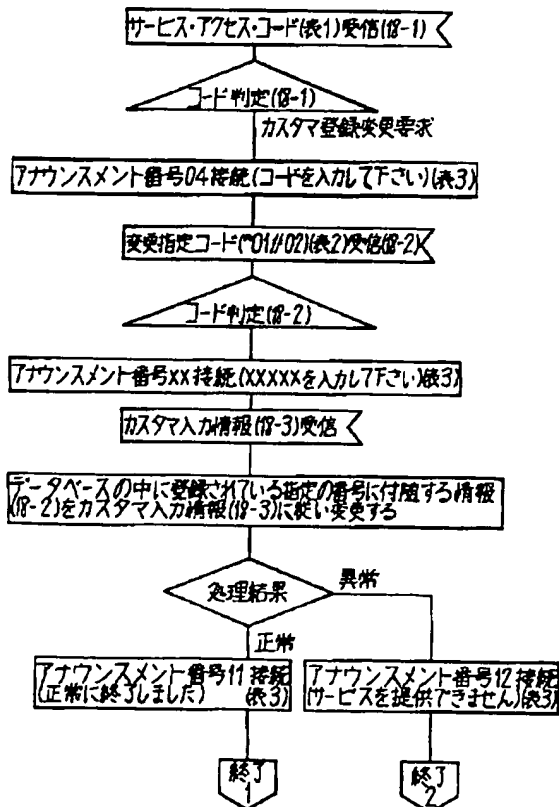 サービス・アクセス・コード(表1)受信(18-1)
コード判定(18-1)
カスタマ登録変更要求
アナウンスメント番号04接続(コードを入力して下さい)(表3)
変更指定コード(*01//02)(表2)受信(18-2)
コード判定(18-2)
アナウンスメント番号xx接続(xxxxxを入力して下さい)(表3)
カスタマ入力情報(18-3)受信
データベースの中に登録されている指定の番号に付随する情報
(18-2)をカスタマ入力情報(18-3)に従い変更する
処理結果
異常
正常
アナウンスメント番号11接続
(正常に終了しました) (表3)
アナウンスメント番号12接続
(サービスを提供できません)(表3)
終了
1
終了
2